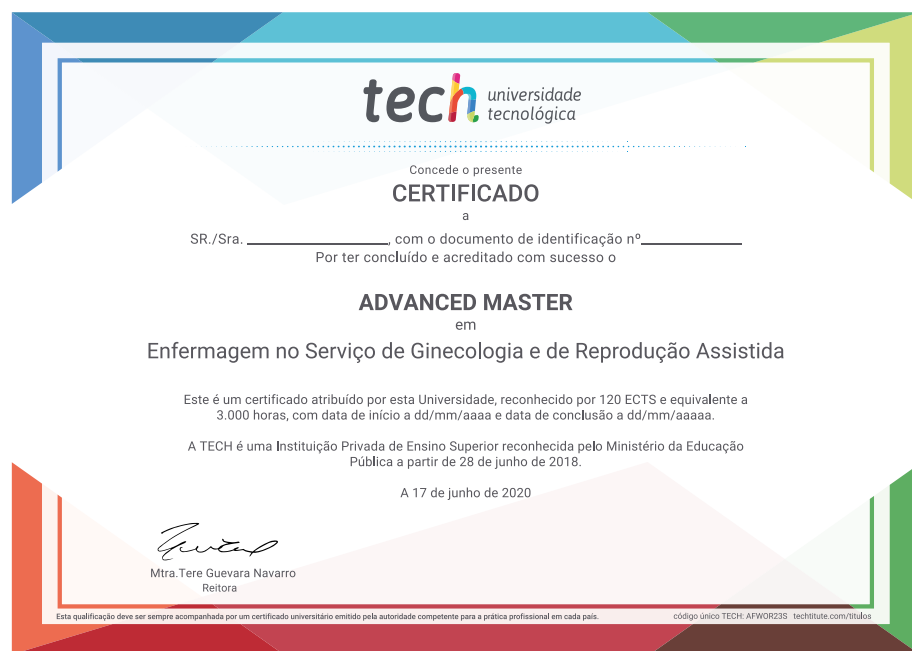 tech universidade
tecnológica
Concede o presente
CERTIFICADO
a
SR./Sra. ____________, com o documento de identificação nº____________
Por ter concluído e acreditado com sucesso o
ADVANCED MASTER
em
Enfermagem no Serviço de Ginecologia e de Reprodução Assistida
Este é um certificado atribuído por esta Universidade, reconhecido por 120 ECTS e equivalente a
3.000 horas, com data de início a dd/mm/aaaa e data de conclusão a dd/mm/aaaaa.
A TECH é uma Instituição Privada de Ensino Superior reconhecida pelo Ministério da Educação
Pública a partir de 28 de junho de 2018.
A 17 de junho de 2020
Mtra.Tere Guevara Navarro
Reitora
Esta qualificação deve ser sempre acompanhada por um certificado universitário emitido pela autoridade competente para a prática profissional em cada país.
código único TECH: AFWOR23S techtitute.com/titulos